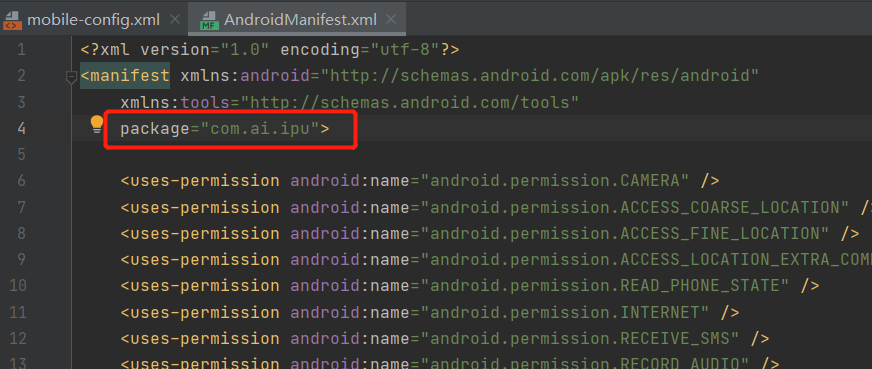 mobile-config.xml
AndroidManifest.xml
MF
1 <?xml version="1.0" encoding="utf-8"?>
2 <manifest xmlns:android="http://schemas.android.com/apk/res/android"
3 xmlns:tools="http://schemas.android.com/tools"
4 package="com.ai.ipu">
5
6 <uses-permission android:name="android.permission.CAMERA" />
7 <uses-permission android:name="android.permission.ACCESS_COARSE_LOCATION" />
8 <uses-permission android:name="android.permission.ACCESS_FINE_LOCATION" />
9 <uses-permission android:name="android.permission.ACCESS_LOCATION_EXTRA_COM
10 <uses-permission android:name="android.permission.READ_PHONE_STATE" />
11 <uses-permission android:name="android.permission.INTERNET" />
12 <uses-permission android:name="android.permission.RECEIVE_SMS" />
13 <uses-permission android:name="android.permission.RECORD_AUDIO" />